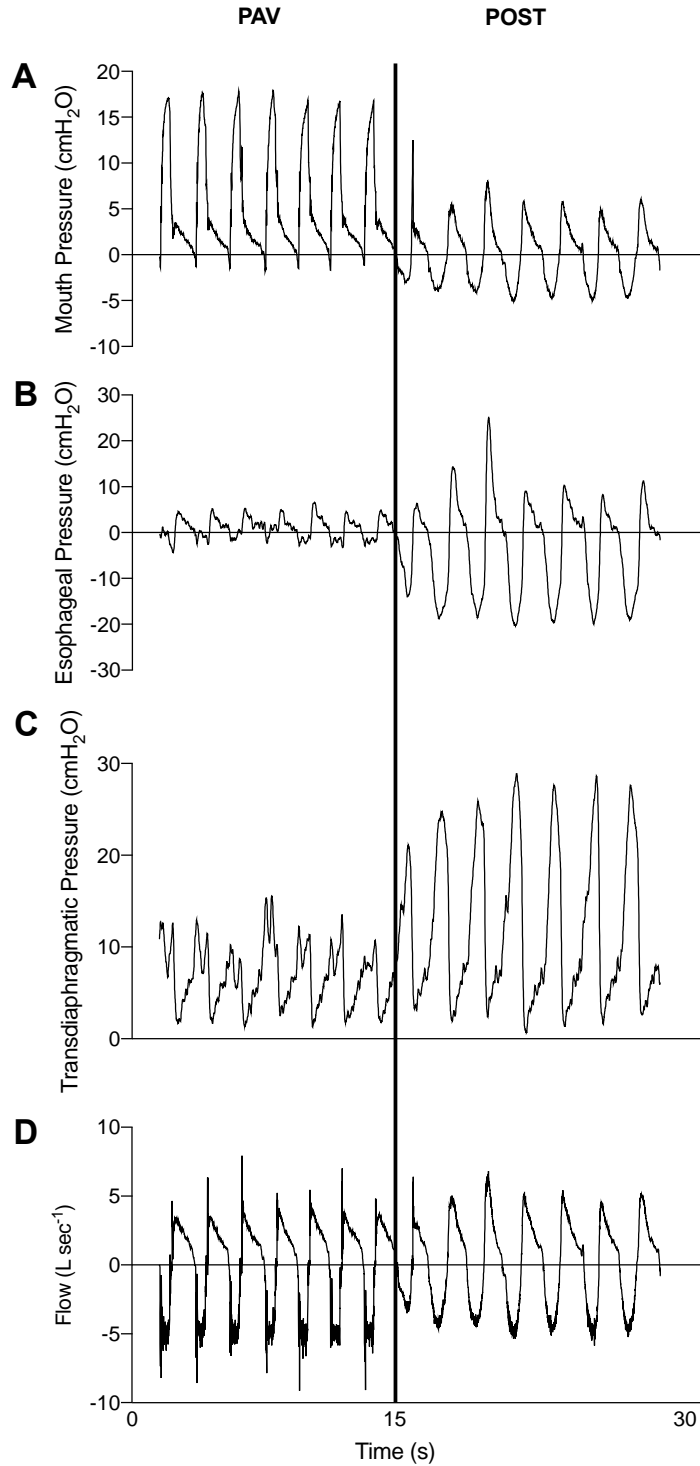 PAV POST
A
Mouth Pressure (cmH₂O)
20
15
10
5
0
-5
-10
B
Esophageal Pressure (cmH₂O)
30
20
10
0
-10
-20
-30
C
Transdiaphragmatic Pressure (cmH₂O)
30
20
10
0
D
Flow (L sec⁻¹)
10
5
0
-5
-10
0 15 30
Time (s)